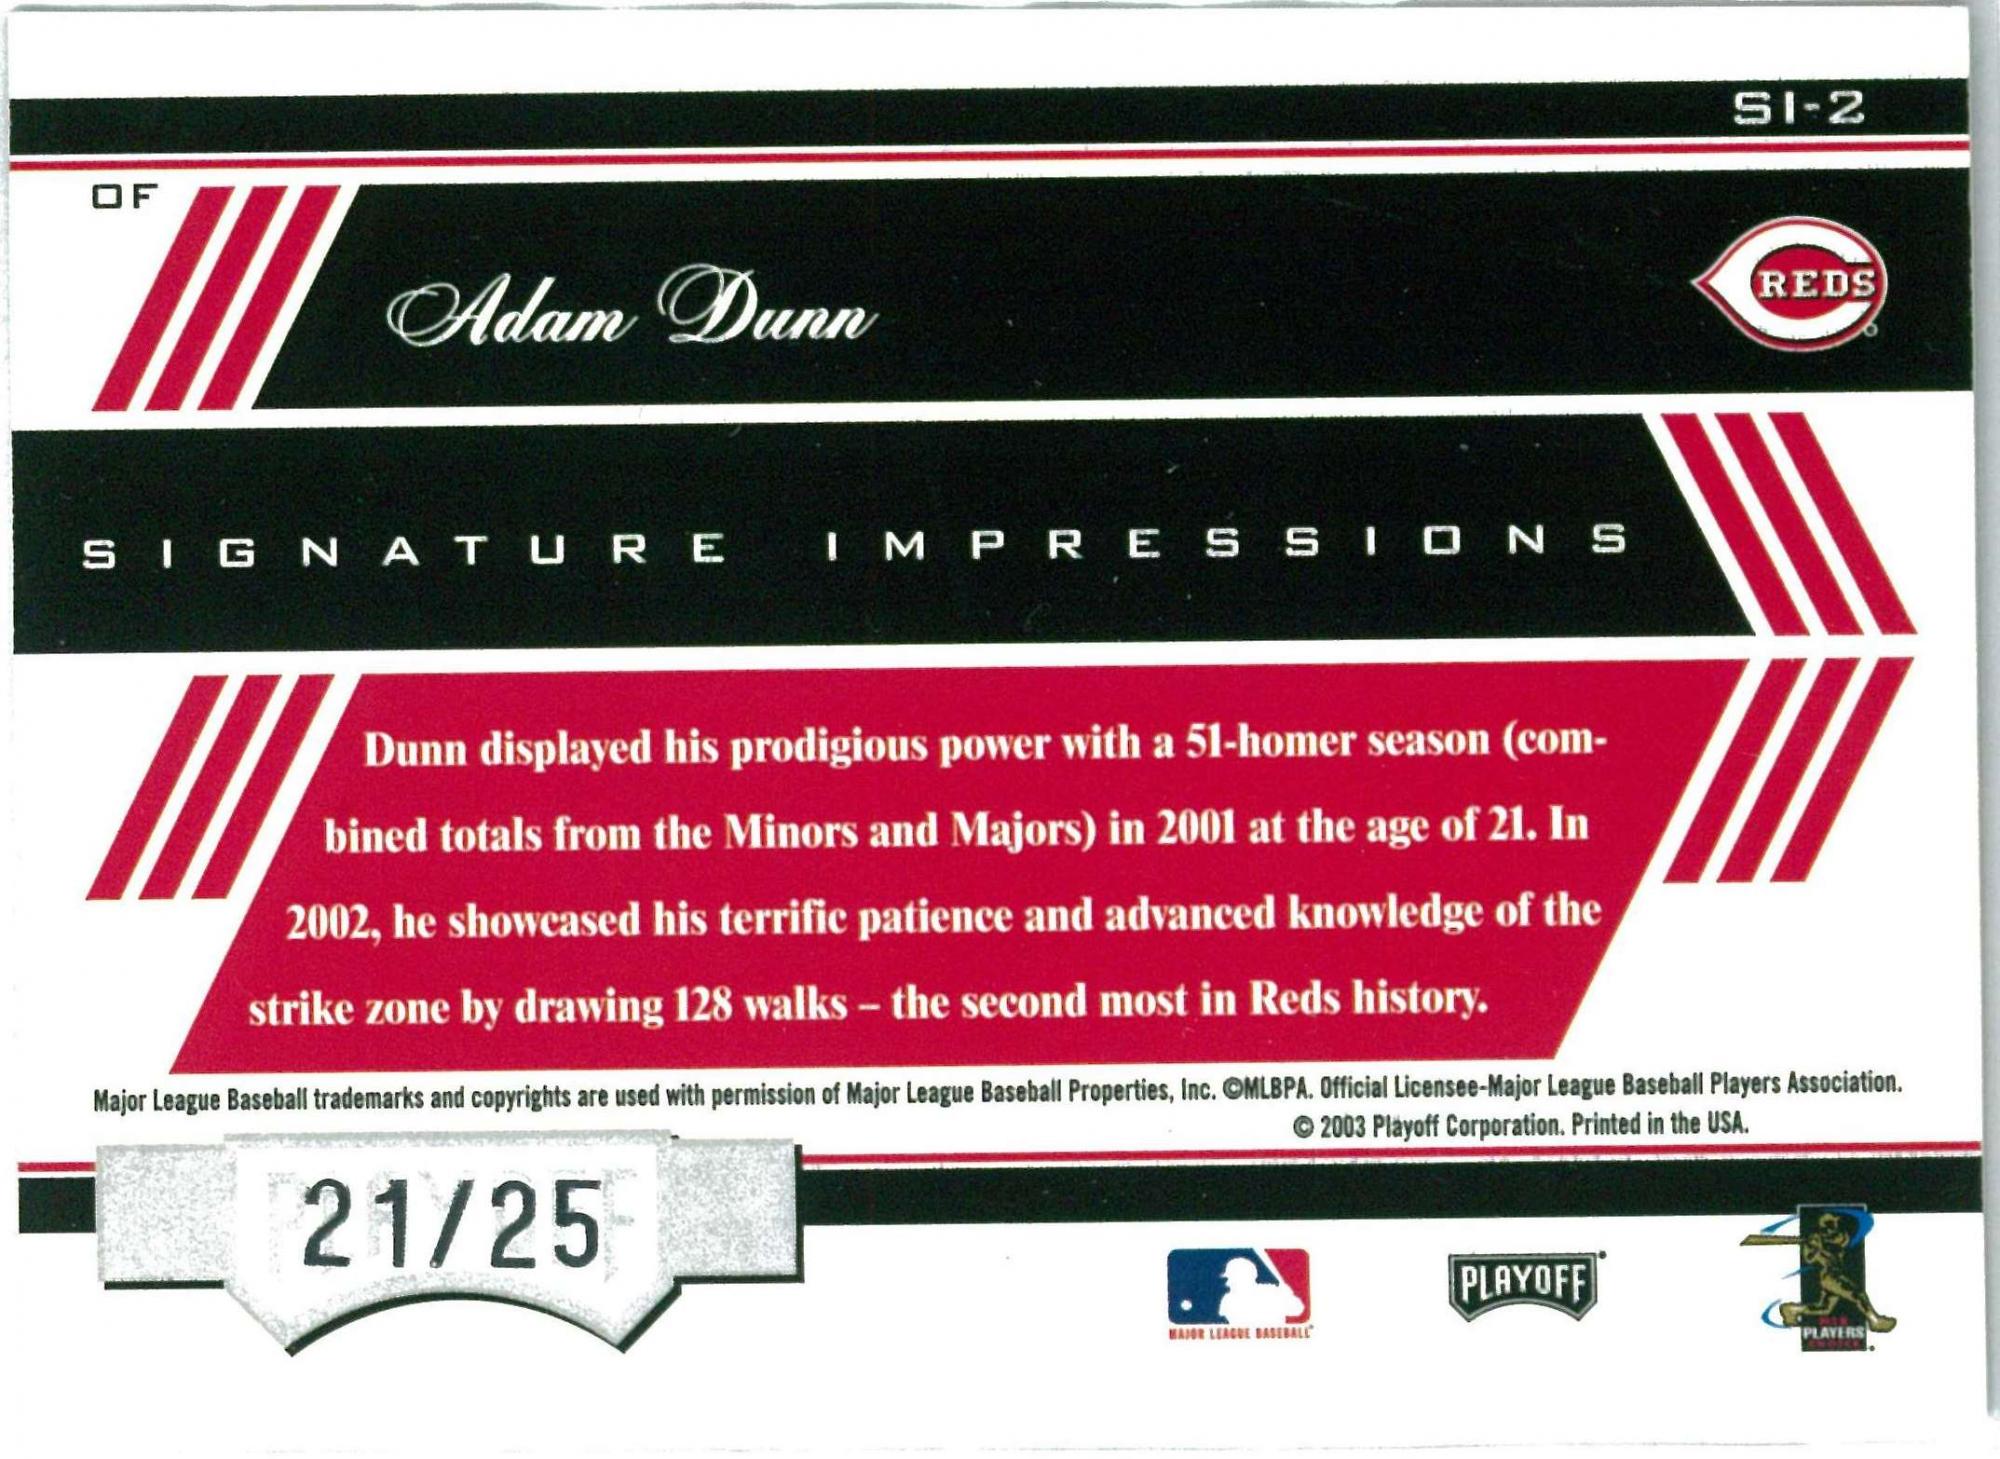 SI-2
OF
Adam Dunn
REDS
SIGNATURE IMPRESSIONS
Dunn displayed his prodigious power with a 51-homer season (com-
bined totals from the Minors and Majors) in 2001 at the age of 21. In
2002, he showcased his terrific patience and advanced knowledge of the
strike zone by drawing 128 walks – the second most in Reds history.
Major League Baseball trademarks and copyrights are used with permission of Major League Baseball Properties, Inc. ©MLBPA. Official Licensee-Major League Baseball Players Association.
© 2003 Playoff Corporation. Printed in the USA.
21/25
MAJOR LEAGUE BASEBALL
PLAYOFF
PLAYERS